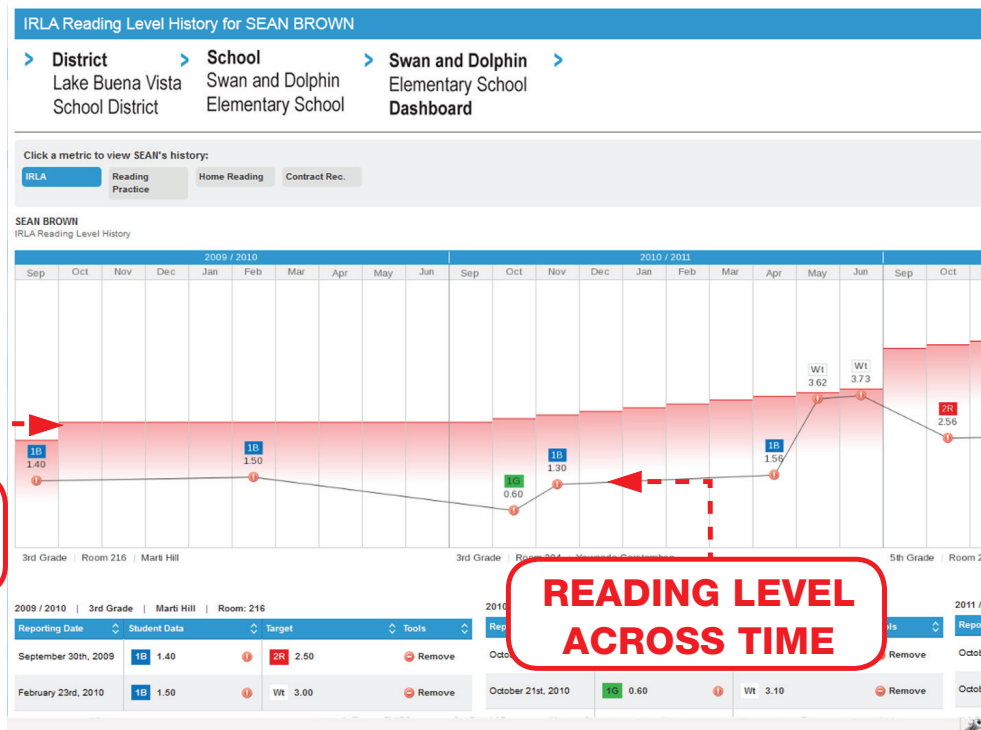 IRLA Reading Level History for SEAN BROWN
> District > School > Swan and Dolphin >
Lake Buena Vista Swan and Dolphin Elementary School
School District Elementary School Dashboard
Click a metric to view SEAN's history:
IRLA Reading Practice Home Reading Contract Rec.
SEAN BROWN
IRLA Reading Level History
2009 / 2010 2010 / 2011
Sep Oct Nov Dec Jan Feb Mar Apr May Jun Sep Oct Nov Dec Jan Feb Mar Apr May Jun Sep Oct
Wt Wt
3.62 3.73
2R
2.56
1B 1B 1B 1B
1.40 1.50 1.30 1.56
1G
0.60
3rd Grade | Room 216 | Marti Hill 3rd Grade 5th Grade | Room
READING LEVEL
ACROSS TIME
2009 / 2010 | 3rd Grade | Marti Hill | Room: 216 2011 /
Reporting Date Student Data Target Tools
September 30th, 2009 1B 1.40 2R 2.50 Remove Remove
February 23rd, 2010 1B 1.50 Wt 3.00 Remove October 21st, 2010 1G 0.60 Wt 3.10 Remove